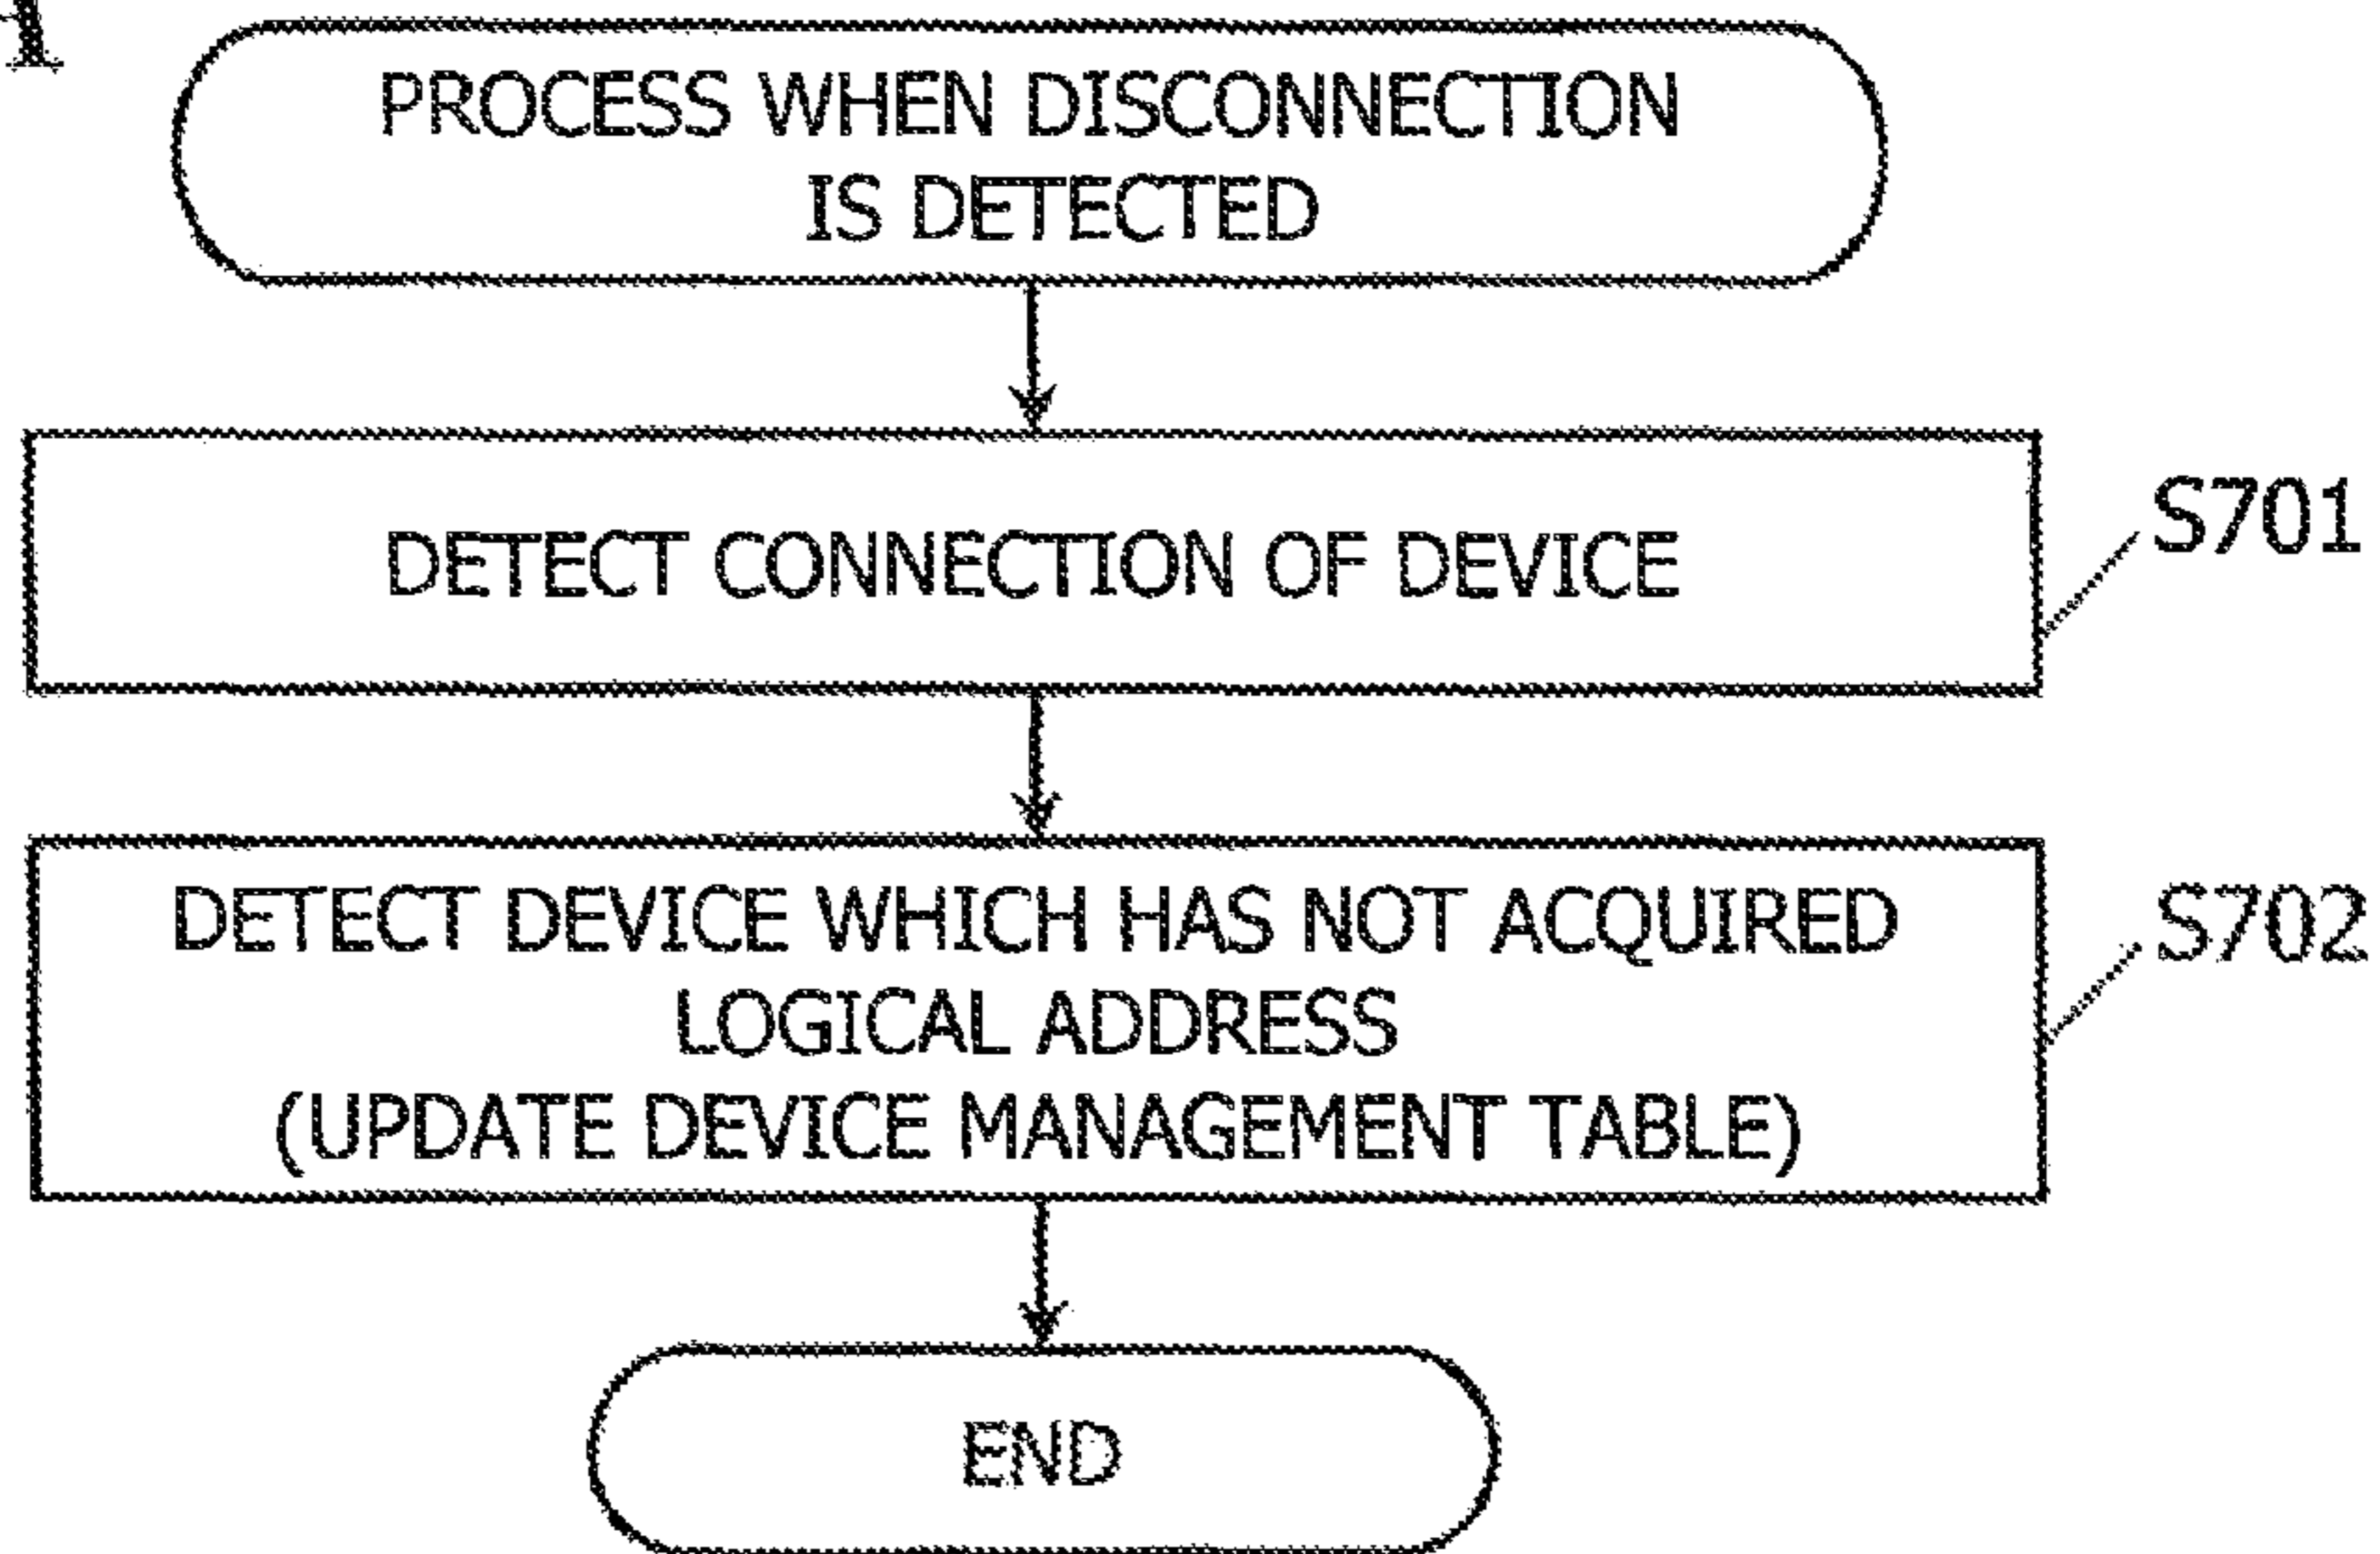 PROCESS WHEN DISCONNECTION
IS DETECTED
DETECT CONNECTION OF DEVICE
S701
DETECT DEVICE WHICH HAS NOT ACQUIRED
LOGICAL ADDRESS
(UPDATE DEVICE MANAGEMENT TABLE)
S702
END